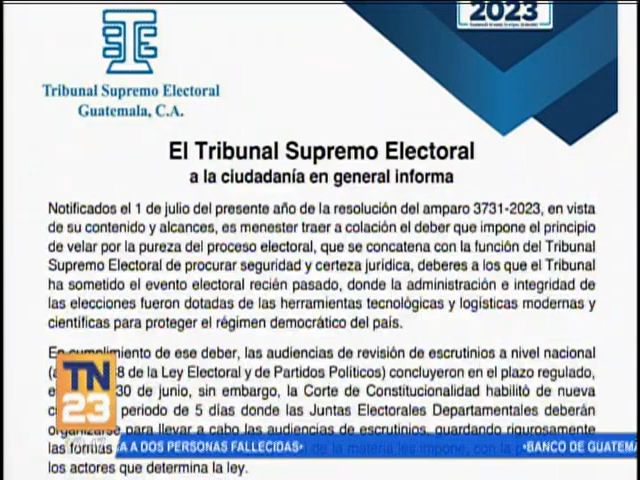 2023
Tribunal Supremo Electoral
Guatemala, C.A.
El Tribunal Supremo Electoral
a la ciudadanía en general informa
Notificados el 1 de julio del presente año de la resolución del amparo 3731-2023, en vista
de su contenido y alcances, es menester traer a colación el deber que impone el principio
de velar por la pureza del proceso electoral, que se concatena con la función del Tribunal
Supremo Electoral de procurar seguridad y certeza jurídica, deberes a los que el Tribunal
ha sometido el evento electoral recién pasado, donde la administración e integridad de
las elecciones fueron dotadas de las herramientas tecnológicas y logísticas modernas y
científicas para proteger el régimen democrático del país.
En cumplimiento de ese deber, las audiencias de revisión de escrutinios a nivel nacional
8 de la Ley Electoral y de Partidos Políticos) concluyeron en el plazo regulado,
30 de junio, sin embargo, la Corte de Constitucionalidad habilitó de nueva
periodo de 5 días donde las Juntas Electorales Departamentales deberán
organizarse para llevar a cabo las audiencias de escrutinios, guardando rigurosamente
las formas de la materia les impone, con la
los actores que determina la ley.
TN
23
A A DOS PERSONAS FALLECIDAS•
•BANCO DE GUATEMA